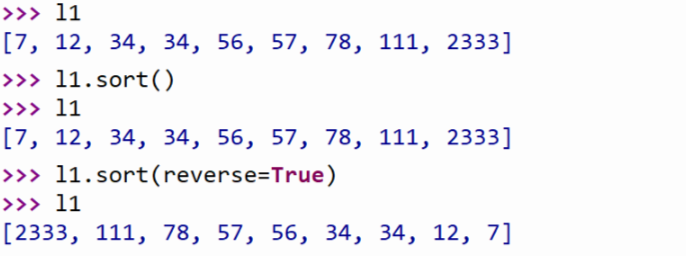 >>> l1
[7, 12, 34, 34, 56, 57, 78, 111, 2333]
>>> l1.sort()
>>> l1
[7, 12, 34, 34, 56, 57, 78, 111, 2333]
>>> l1.sort(reverse=True)
>>> l1
[2333, 111, 78, 57, 56, 34, 34, 12, 7]